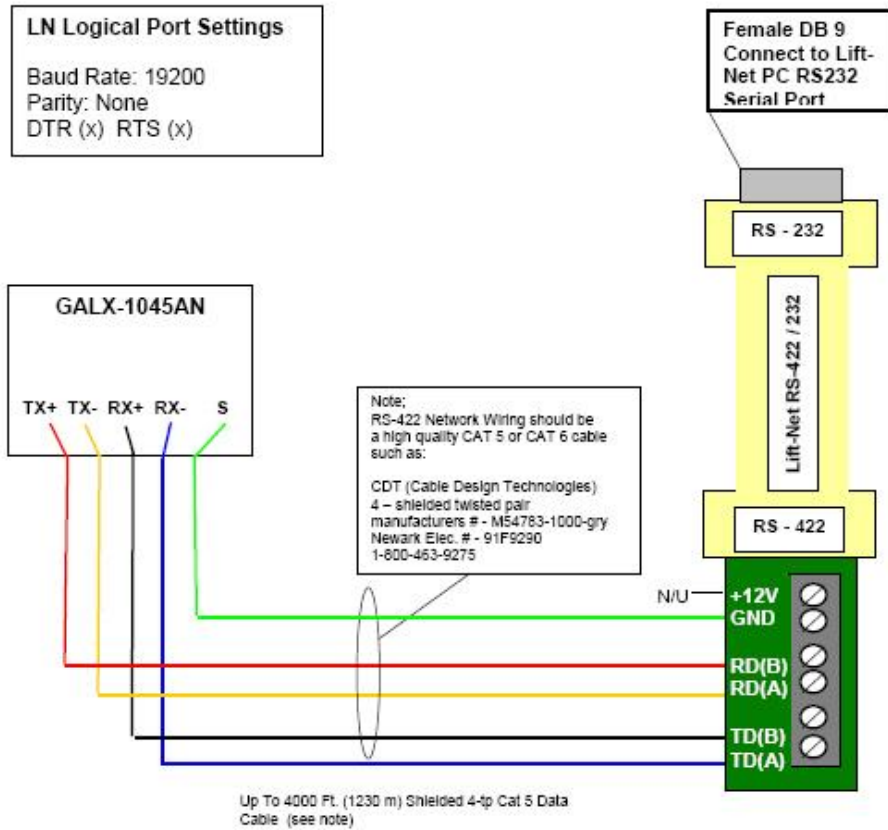 LN Logical Port Settings
Baud Rate: 19200
Parity: None
DTR (x) RTS (x)
Female DB 9
Connect to Lift-
Net PC RS232
Serial Port
RS - 232
Lift-Net RS-422 / 232
RS - 422
GALX-1045AN
TX+ TX- RX+ RX- S
Note;
RS-422 Network Wiring should be
a high quality CAT 5 or CAT 6 cable
such as:
CDT (Cable Design Technologies)
4 – shielded twisted pair
manufacturers # - M54783-1000-gry
Newark Elec. # - 91F9290
1-800-463-9275
N/U +12V
GND
RD(B)
RD(A)
TD(B)
TD(A)
Up To 4000 Ft. (1230 m) Shielded 4-tp Cat 5 Data
Cable (see note)